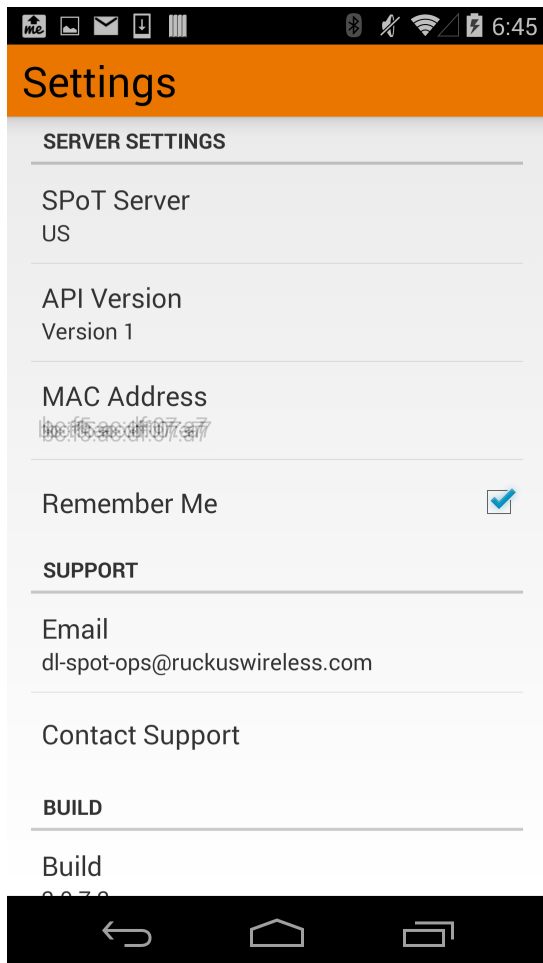 me
6:45
Settings
SERVER SETTINGS
SPoT Server
US
API Version
Version 1
MAC Address
Remember Me
SUPPORT
Email
dl-spot-ops@ruckuswireless.com
Contact Support
BUILD
Build